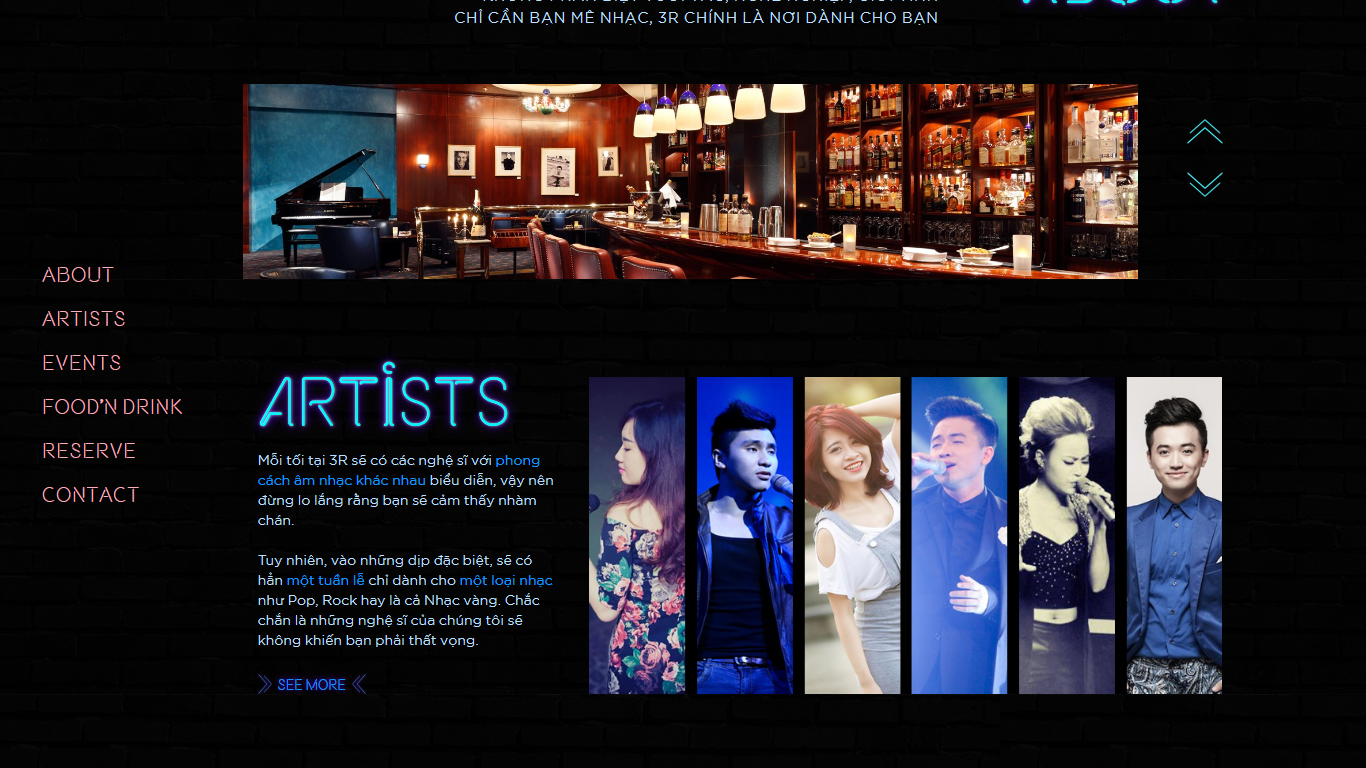 CHỈ CẦN BẠN MÊ NHẠC, 3R CHÍNH LÀ NƠI DÀNH CHO BẠN
ABOUT
ARTISTS
EVENTS
FOOD'N DRINK
RESERVE
CONTACT
ARTISTS
Mỗi tối tại 3R sẽ có các nghệ sĩ với phong
cách âm nhạc khác nhau biểu diễn, vậy nên
đừng lo lắng rằng bạn sẽ cảm thấy nhàm
chán.
Tuy nhiên, vào những dịp đặc biệt, sẽ có
hẳn một tuần lễ chỉ dành cho một loại nhạc
như Pop, Rock hay là cả Nhạc vàng. Chắc
chắn là những nghệ sĩ của chúng tôi sẽ
không khiến bạn phải thất vọng.
SEE MORE